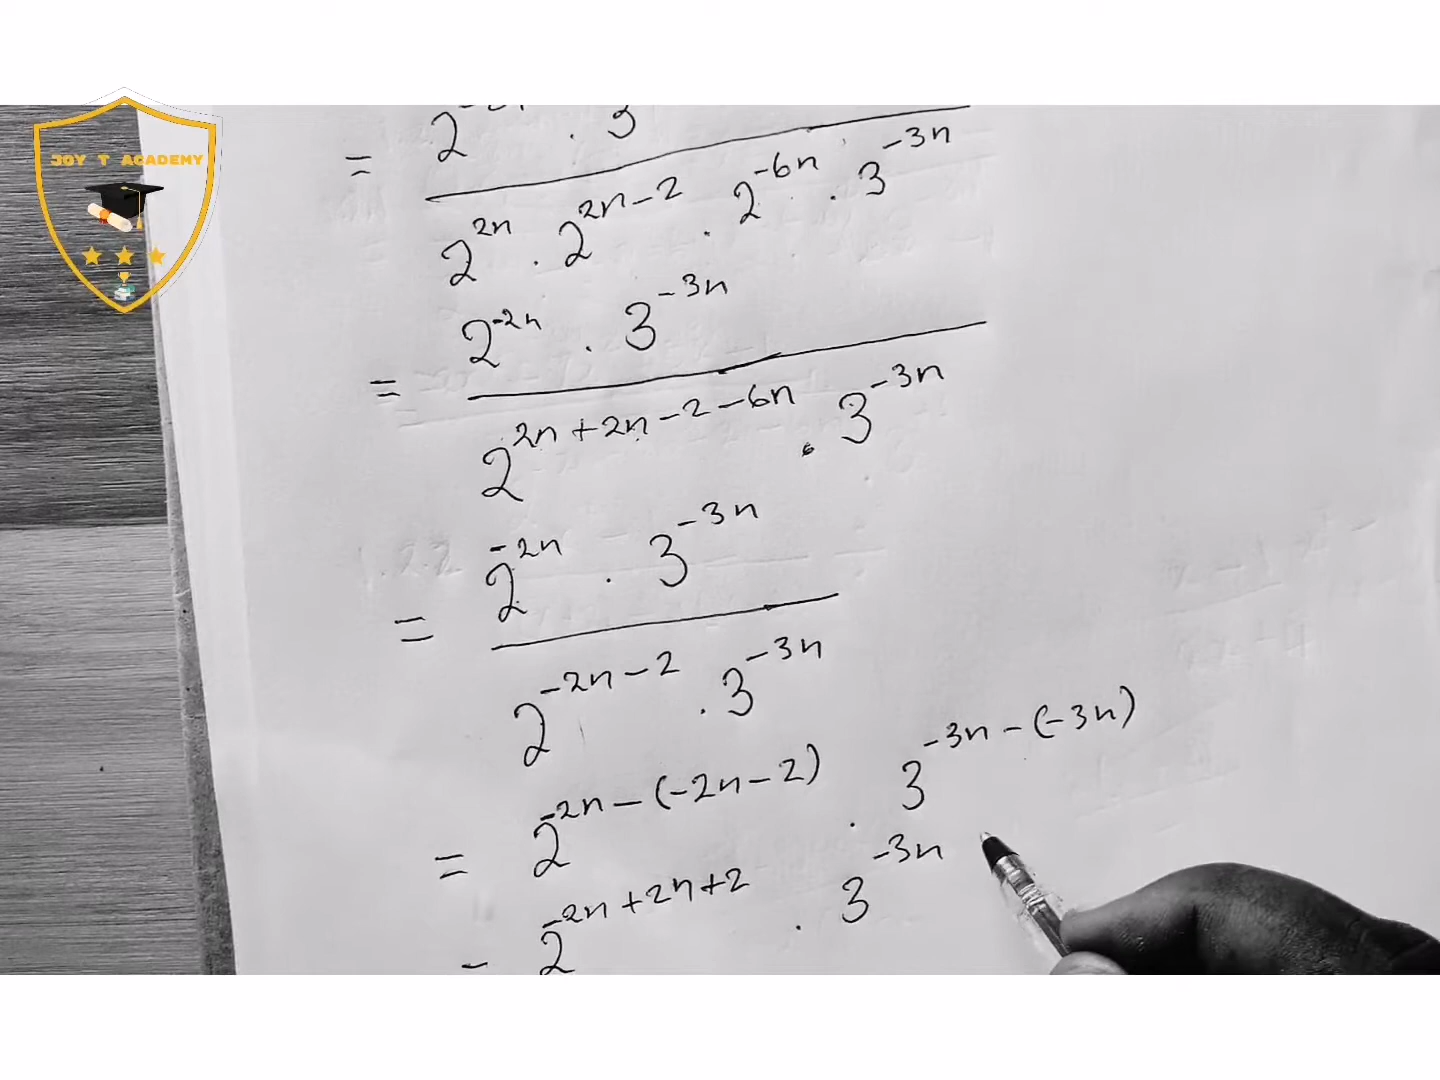 JOY T ACADEMY
2^{2n} . 2^{2n-2} . 2^{-6n} . 3^{-3n}
2^{-2n} . 3^{-3n}
=
2^{2n+2n-2-6n} . 3^{-3n}
2^{-2n} . 3^{-3n}
=
2^{-2n-2} . 3^{-3n}
= 2^{-2n-(-2n-2)} . 3^{-3n-(-3n)}
2^{-2n+2n+2} . 3^{-3n}